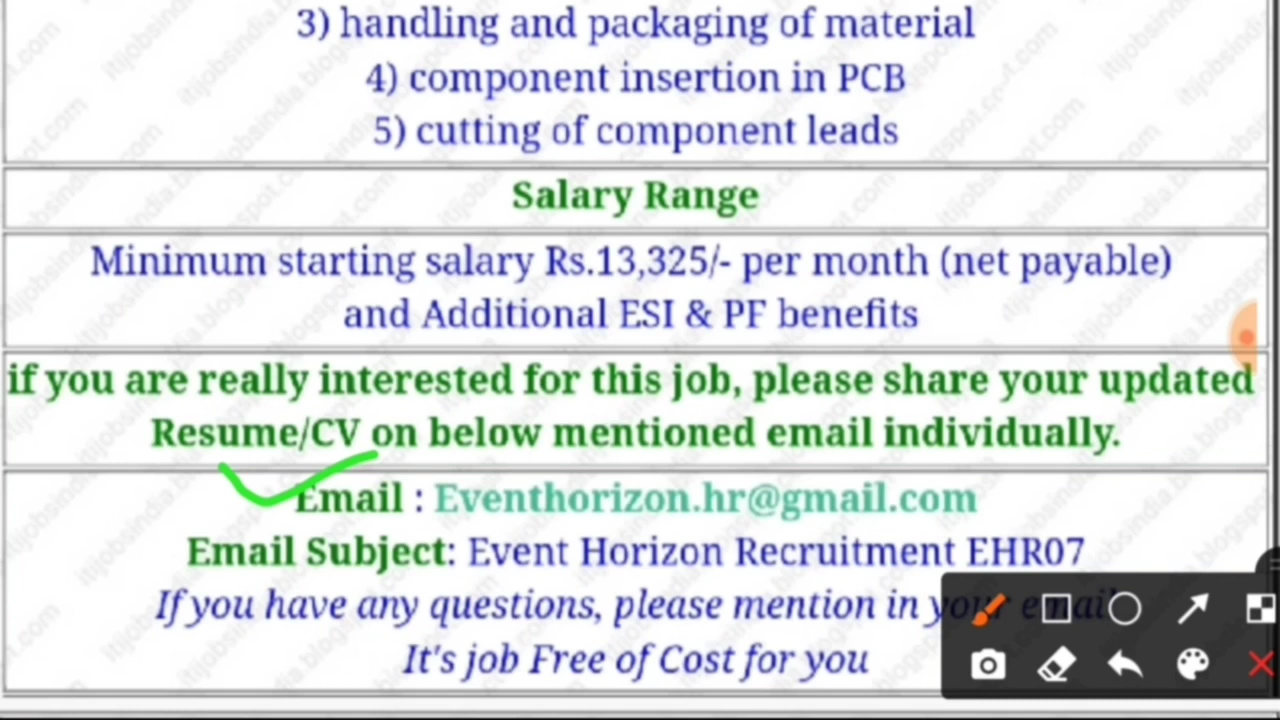 3) handling and packaging of material
4) component insertion in PCB
5) cutting of component leads
Salary Range
Minimum starting salary Rs.13,325/- per month (net payable)
and Additional ESI & PF benefits
if you are really interested for this job, please share your updated
Resume/CV on below mentioned email individually.
Email : Eventhorizon.hr@gmail.com
Email Subject: Event Horizon Recruitment EHR07
If you have any questions, please mention in your email
It's job Free of Cost for you